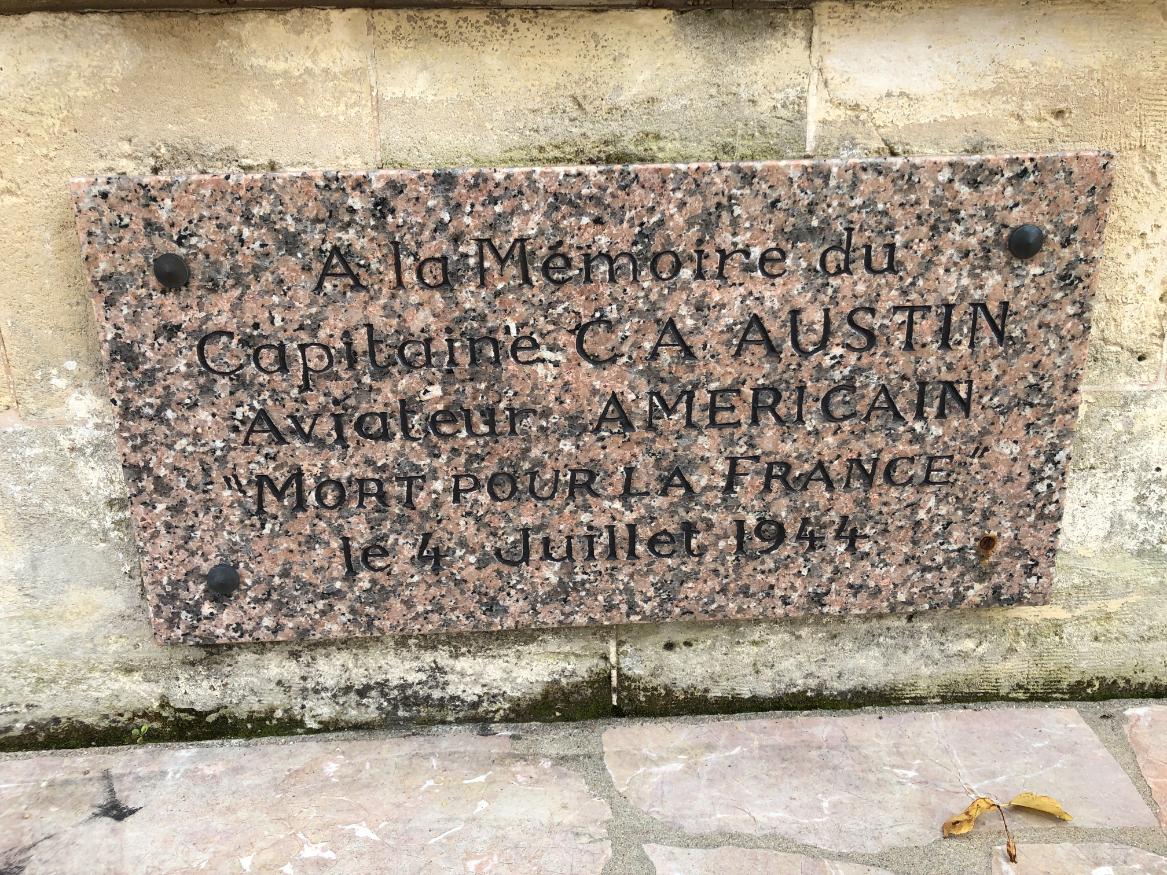 A la Mémoire du
Capitaine C A AUSTIN
Aviateur AMERICAIN
"MORT POUR LA FRANCE"
le 4 Juillet 1944